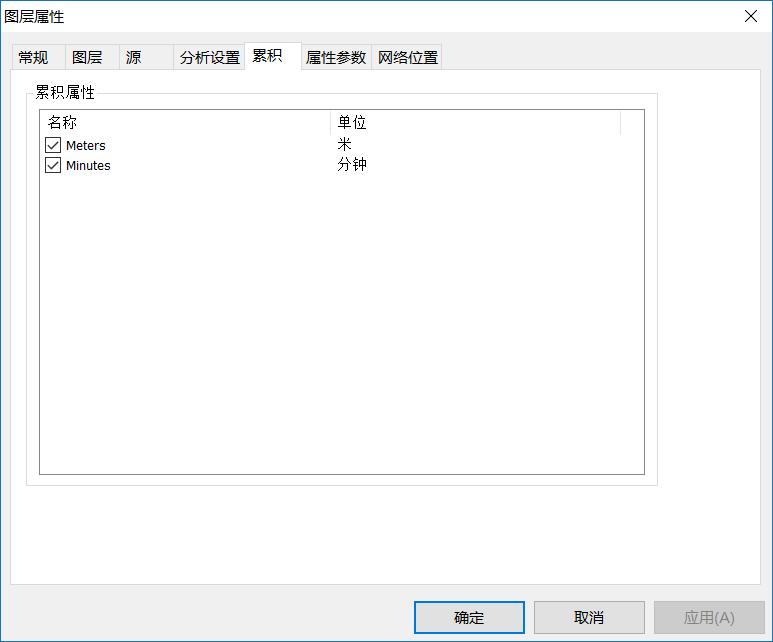 图层属性
常规 图层 源 分析设置 累积 属性参数 网络位置
累积属性
名称 单位
Meters 米
Minutes 分钟
确定 取消 应用(A)